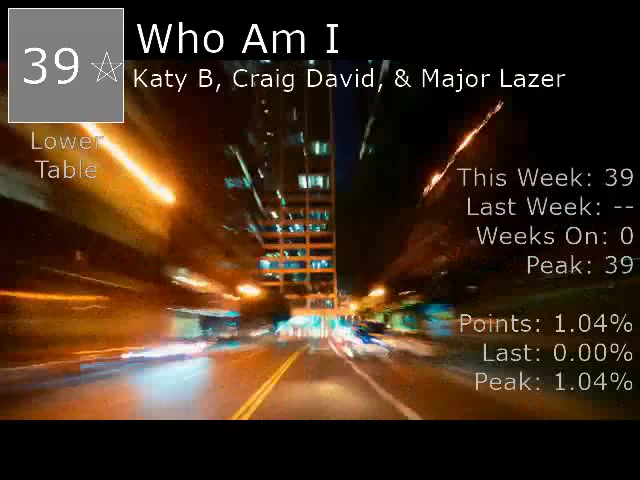 39 ☆
Who Am I
Katy B, Craig David, & Major Lazer
Lower
Table
This Week: 39
Last Week: --
Weeks On: 0
Peak: 39
Points: 1.04%
Last: 0.00%
Peak: 1.04%